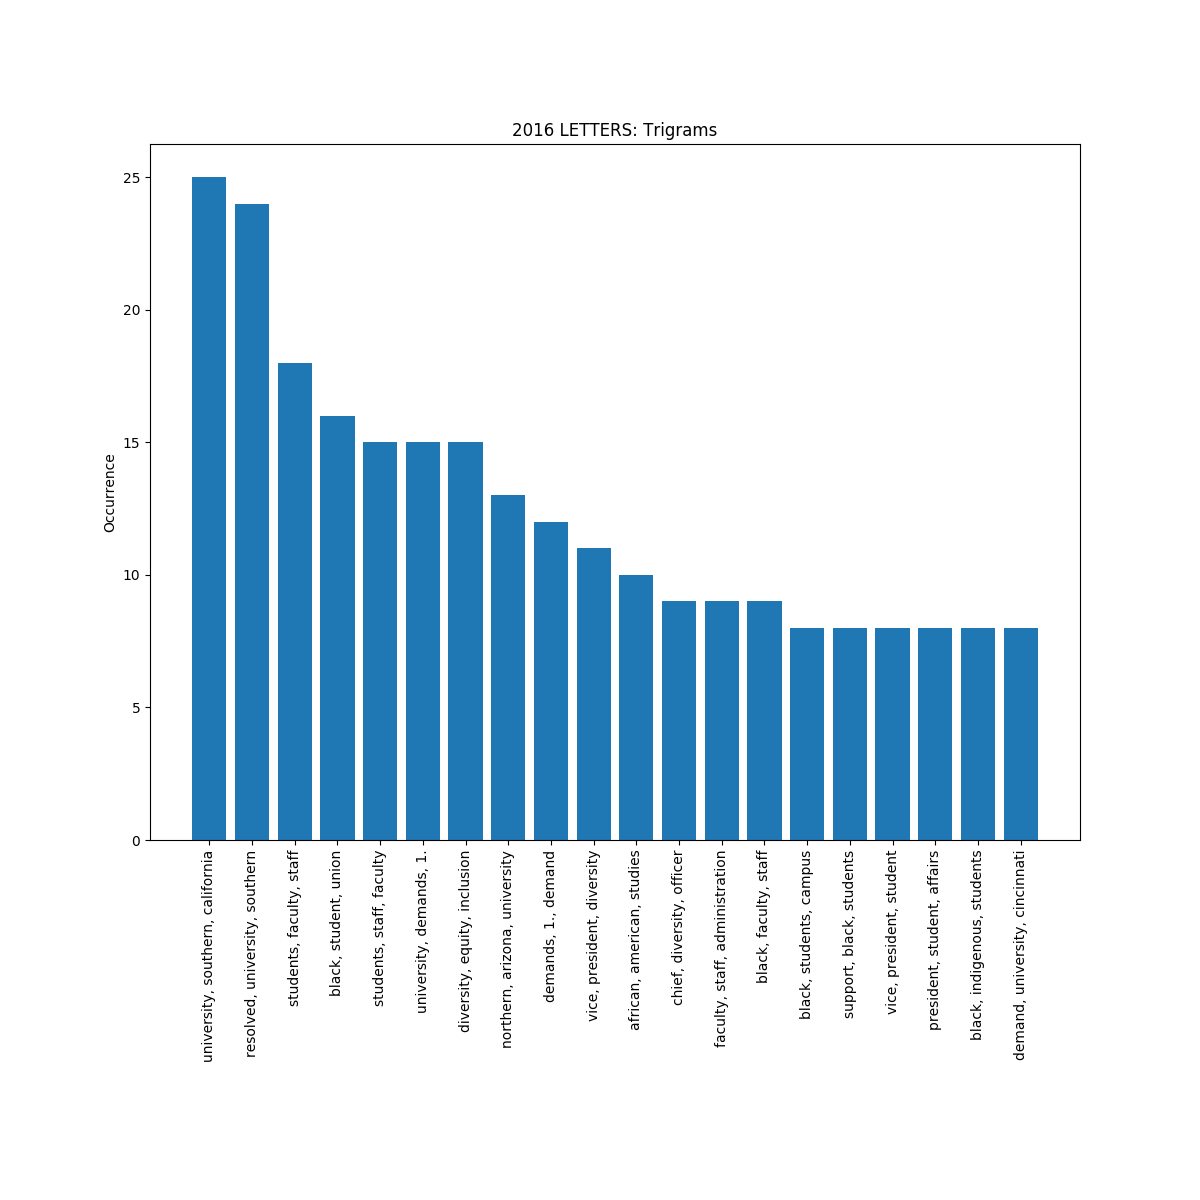 2016 LETTERS: Trigrams
Occurrence
25
20
15
10
5
0
university, southern, california
resolved, university, southern
students, faculty, staff
black, student, union
students, staff, faculty
university, demands, 1.
diversity, equity, inclusion
northern, arizona, university
demands, 1., demand
vice, president, diversity
african, american, studies
chief, diversity, officer
faculty, staff, administration
black, faculty, staff
black, students, campus
support, black, students
vice, president, student
president, student, affairs
black, indigenous, students
demand, university, cincinnati